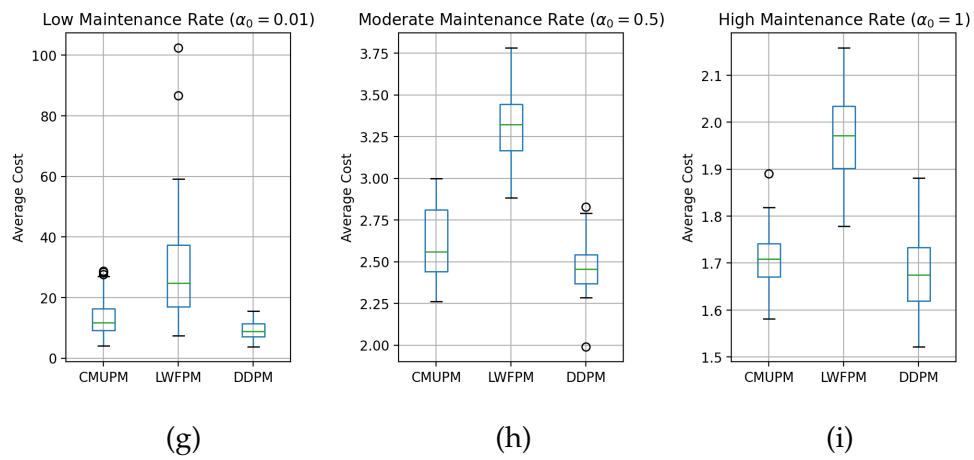 Low Maintenance Rate (α₀ = 0.01)
Average Cost
100
80
60
40
20
0
CMUPM LWFPM DDPM
(g)
Moderate Maintenance Rate (α₀ = 0.5)
Average Cost
3.75
3.50
3.25
3.00
2.75
2.50
2.25
2.00
CMUPM LWFPM DDPM
(h)
High Maintenance Rate (α₀ = 1)
Average Cost
2.1
2.0
1.9
1.8
1.7
1.6
1.5
CMUPM LWFPM DDPM
(i)